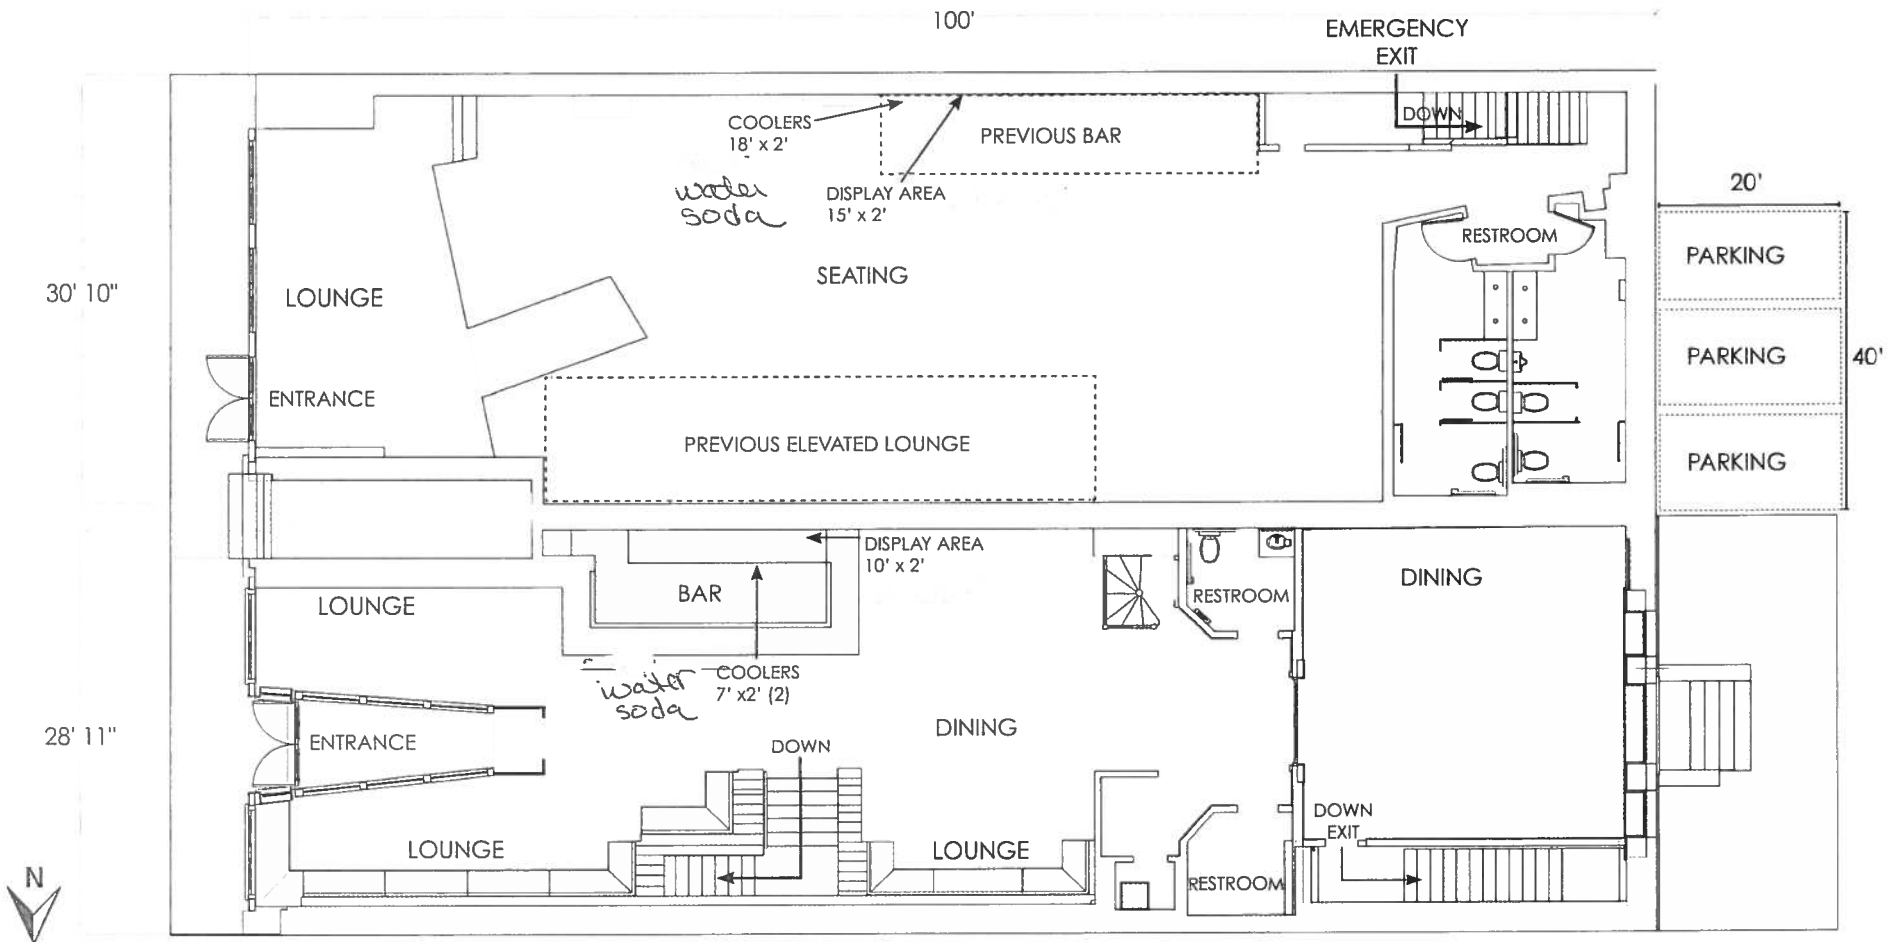 100'
EMERGENCY
EXIT
DOWN
COOLERS
18' x 2'
PREVIOUS BAR
water
soda
DISPLAY AREA
15' x 2'
20'
RESTROOM
PARKING
SEATING
30' 10"
LOUNGE
PARKING
40'
ENTRANCE
PREVIOUS ELEVATED LOUNGE
PARKING
DISPLAY AREA
10' x 2'
DINING
BAR
RESTROOM
LOUNGE
COOLERS
7' x2' (2)
water
soda
28' 11"
ENTRANCE
DINING
DOWN
DOWN
EXIT
LOUNGE
LOUNGE
RESTROOM
N